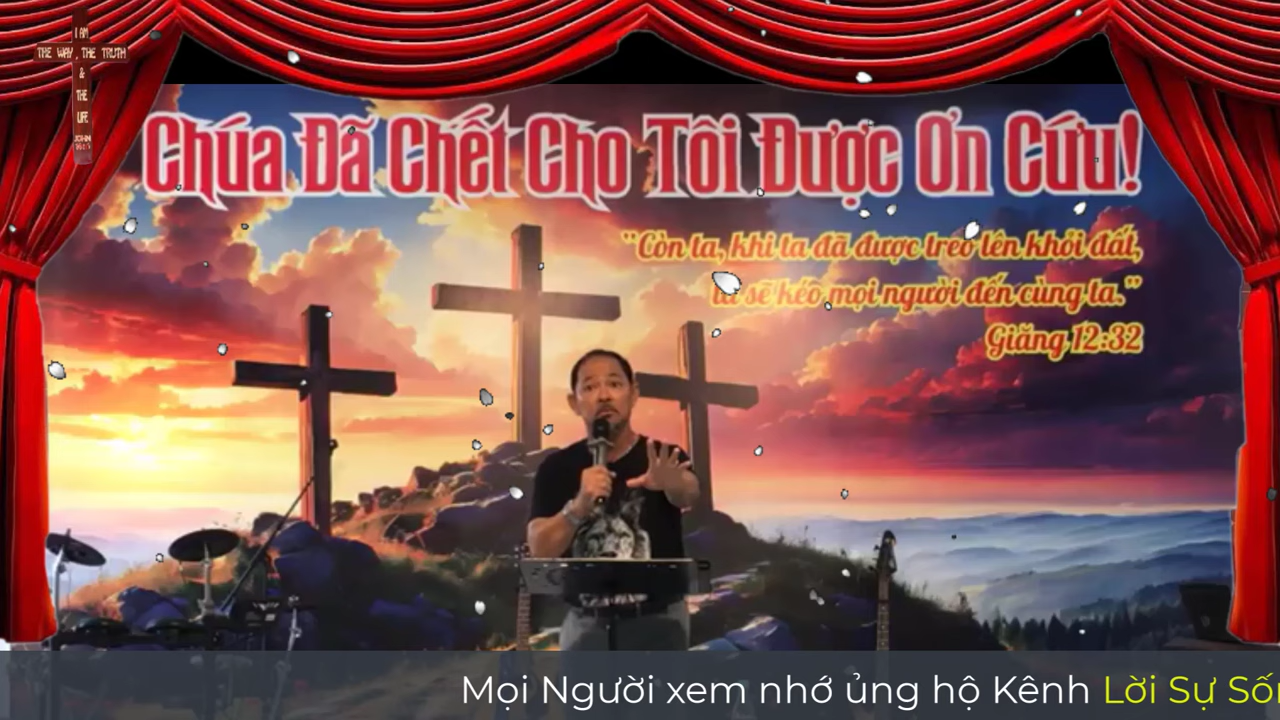 I AM
THE WAY, THE TRUTH
&
THE
LIFE
JOHN
Chúa Đã Chết Cho Tôi Được Ơn Cứu!
"Còn ta, khi ta đã được treo lên khỏi đất,
ta sẽ kéo mọi người đến cùng ta."
Giăng 12:32
Mọi Người xem nhớ ủng hộ Kênh Lời Sự